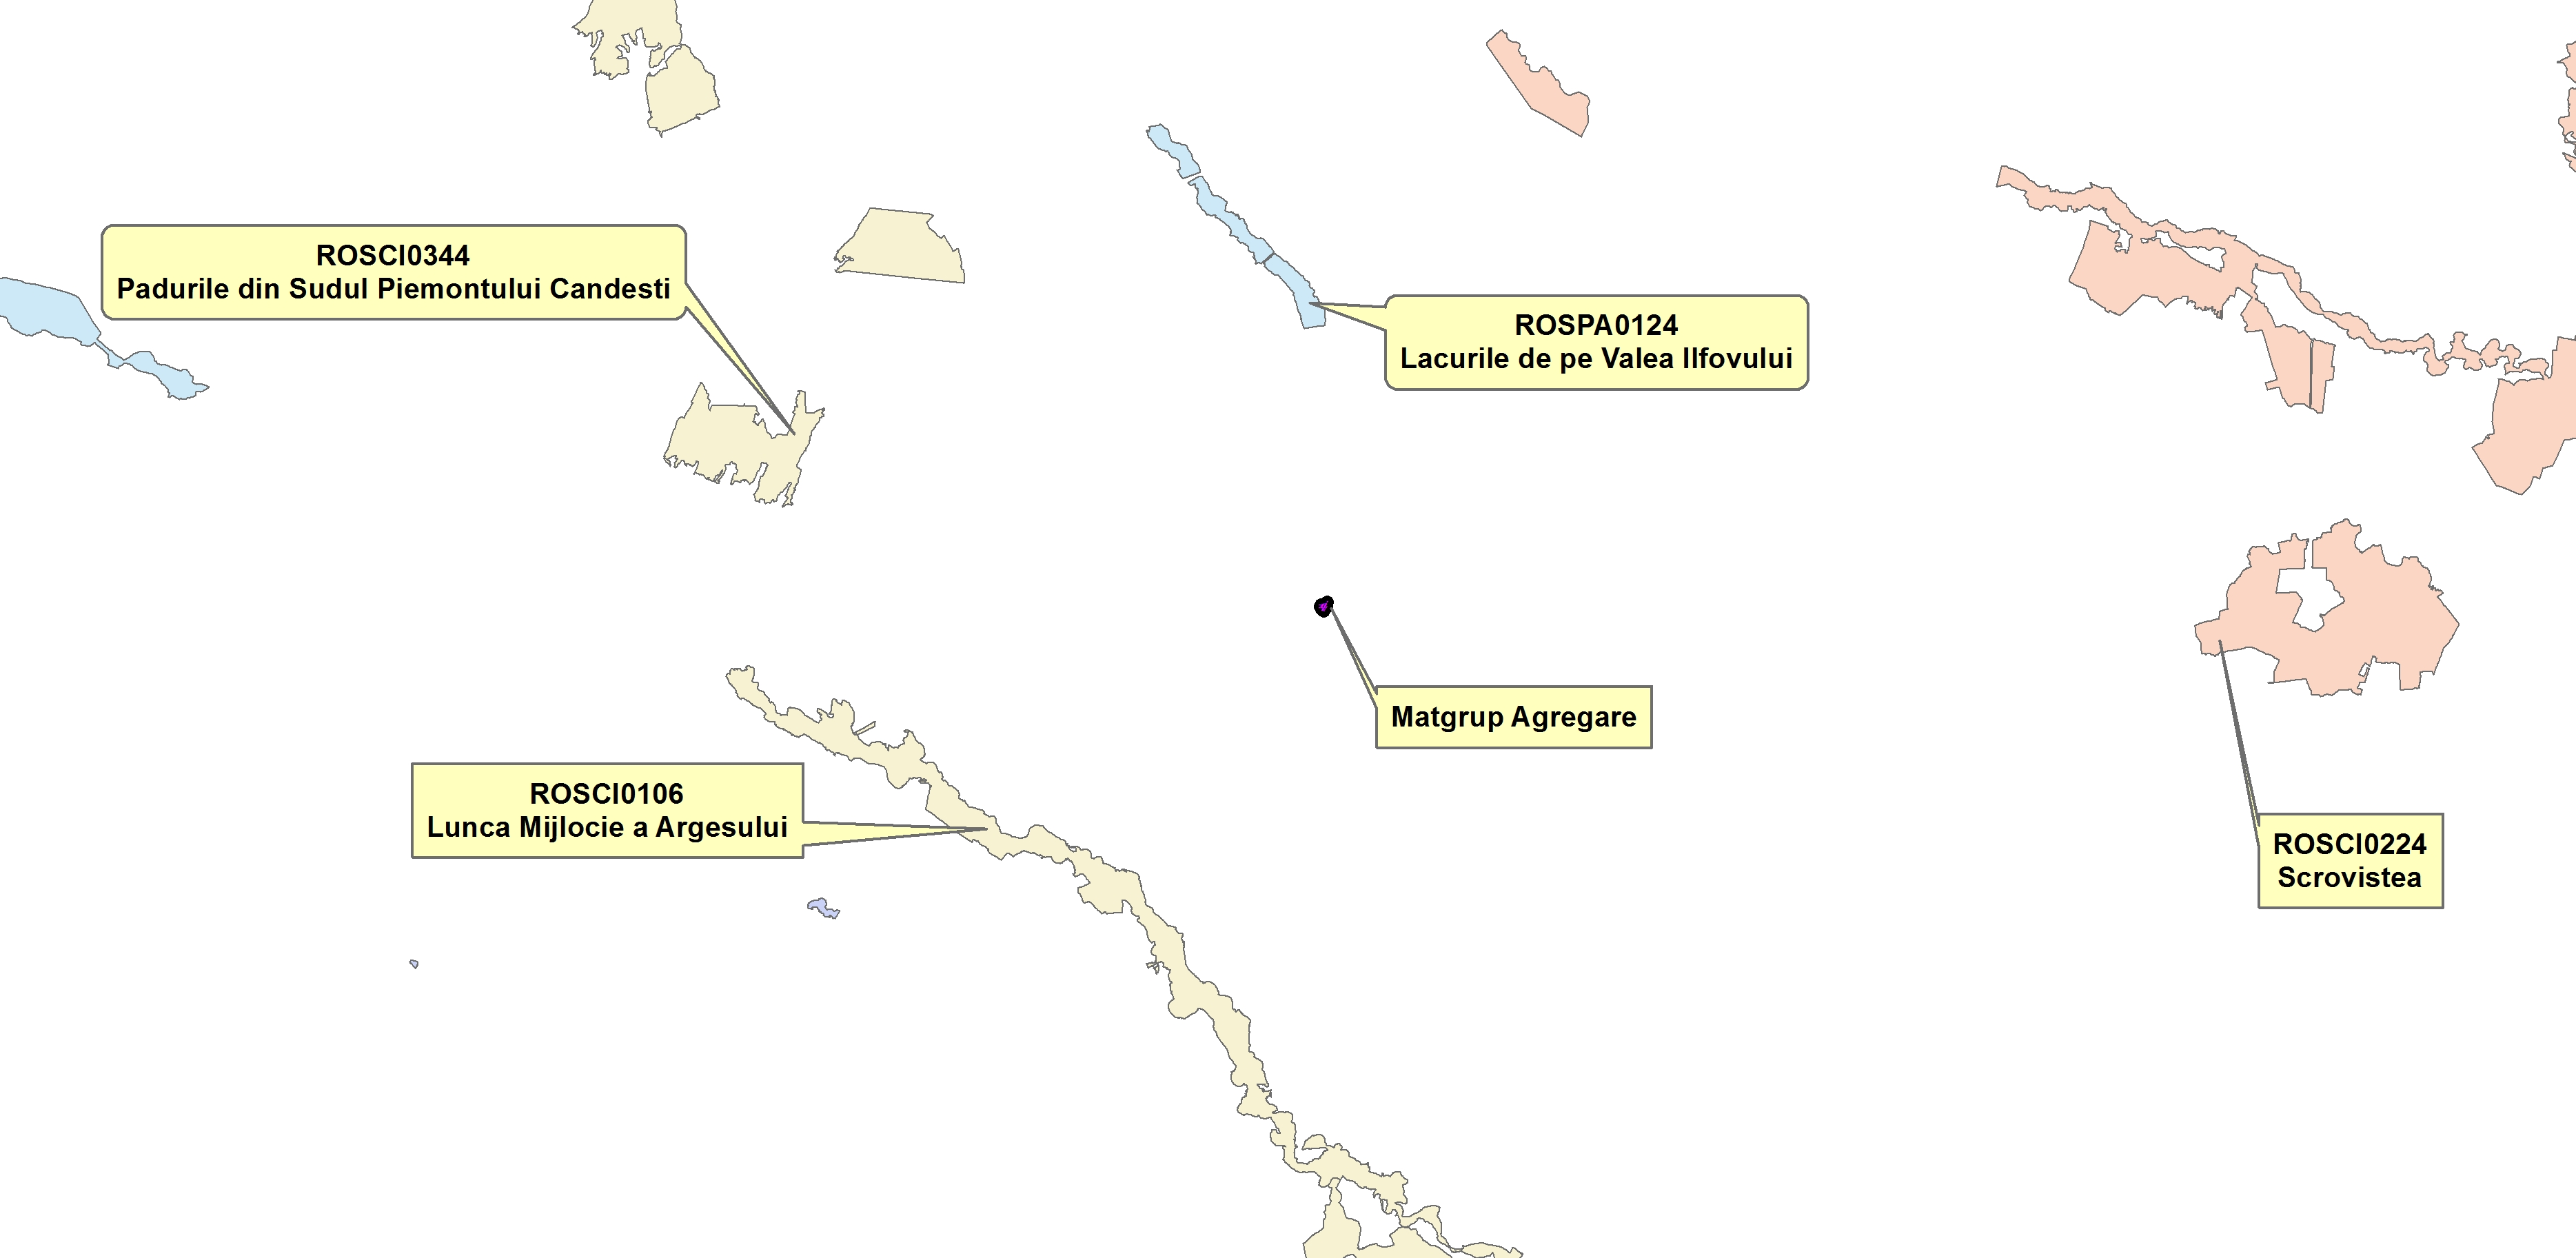 ROSCI0344
Padurile din Sudul Piemontului Candesti
ROSPA0124
Lacurile de pe Valea Ilfovului
Matgrup Agregare
ROSCI0106
Lunca Mijlocie a Argesului
ROSCI0224
Scrovistea